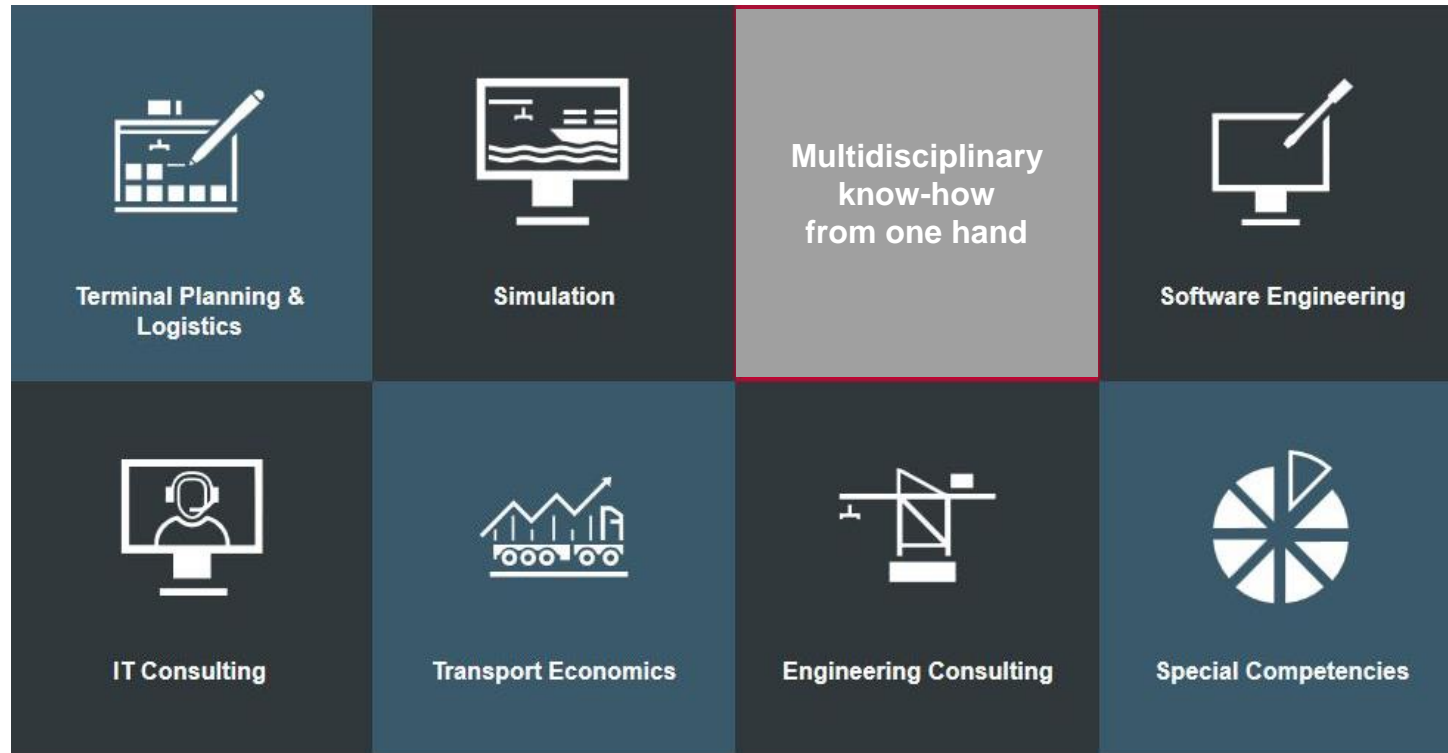 Multidisciplinary
know-how
from one hand
Terminal Planning &
Logistics
Simulation
Software Engineering
IT Consulting
Transport Economics
Engineering Consulting
Special Competencies